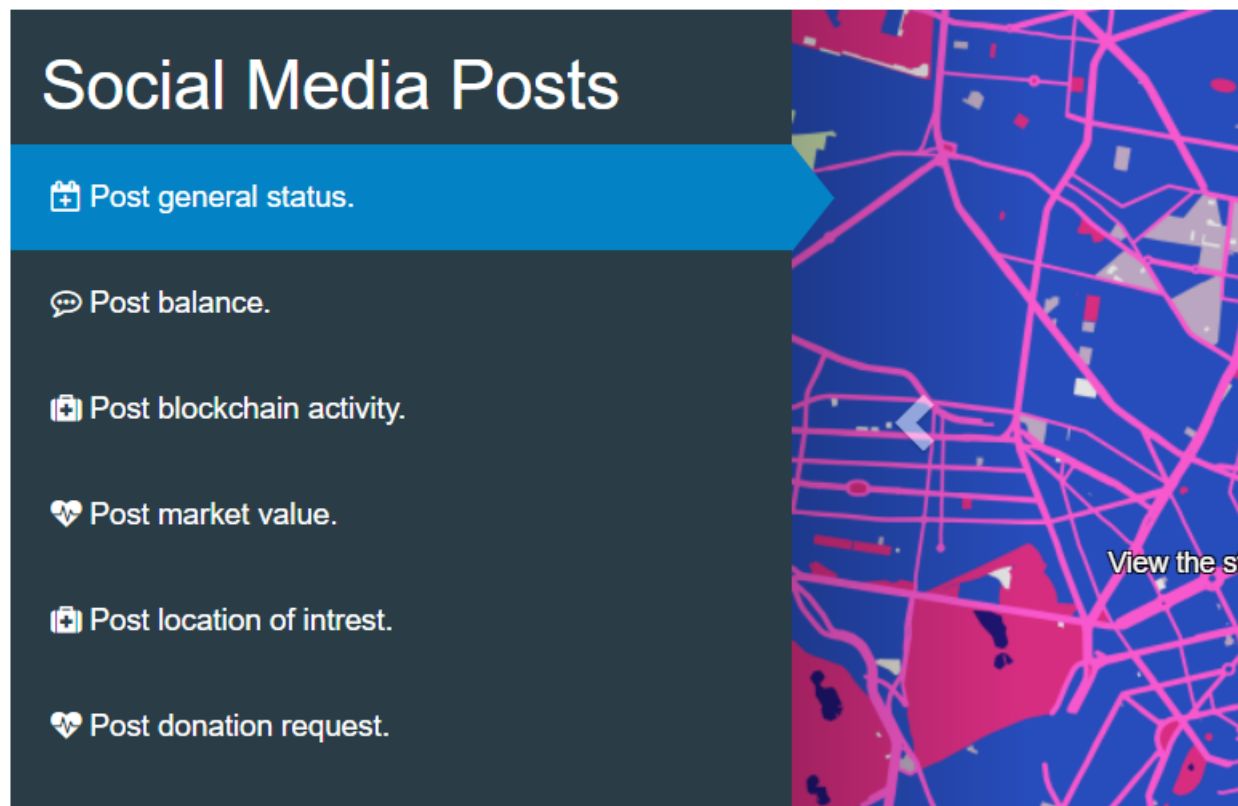 Social Media Posts
Post general status.
Post balance.
Post blockchain activity.
Post market value.
Post location of intrest.
Post donation request.
View the